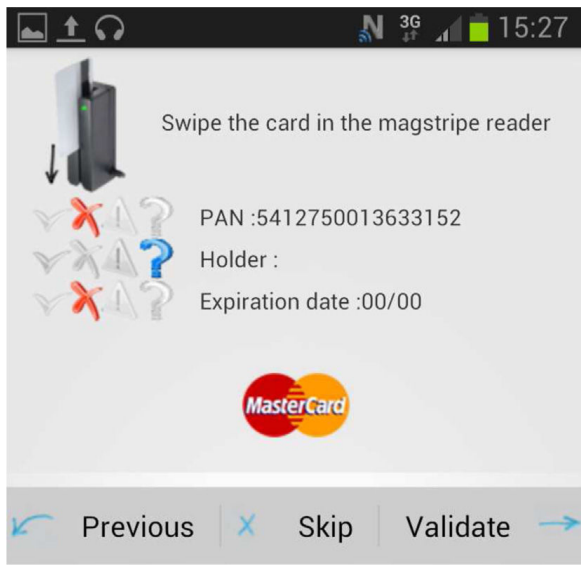 3G 15:27
Swipe the card in the magstripe reader
PAN :5412750013633152
Holder :
Expiration date :00/00
MasterCard
Previous Skip Validate